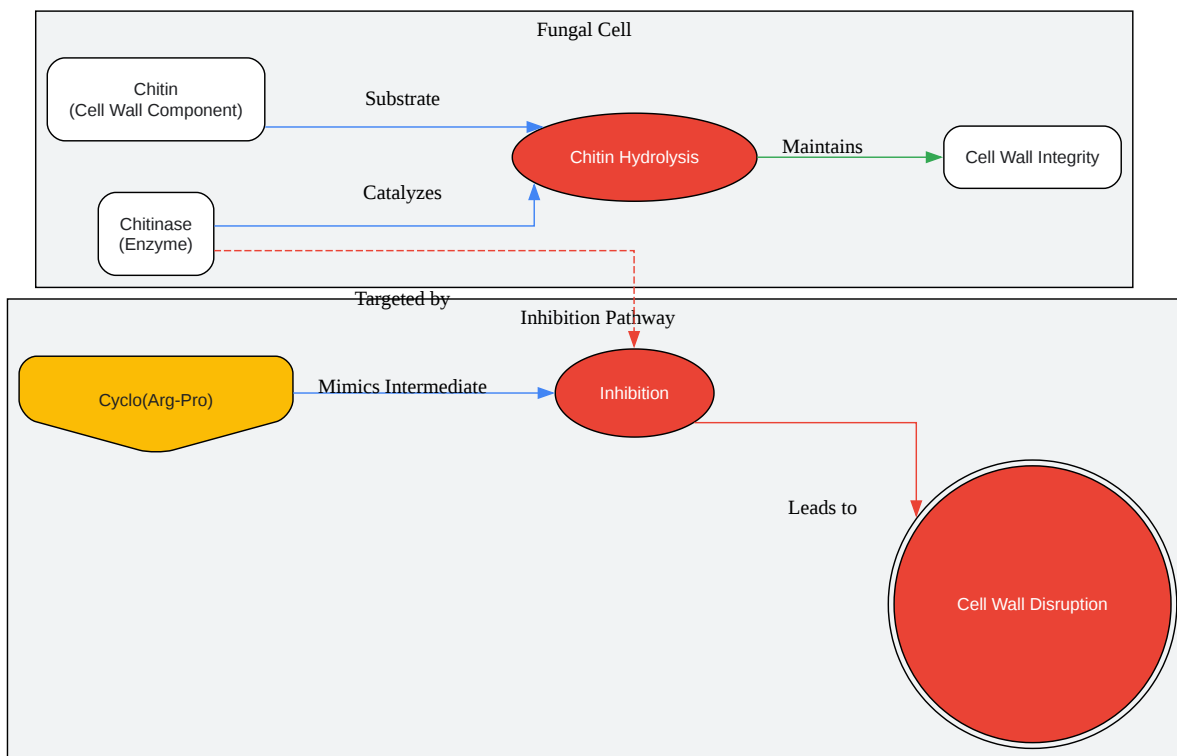 Fungal Cell
Chitin
(Cell Wall Component)
Substrate
Chitin Hydrolysis
Maintains
Cell Wall Integrity
Catalyzes
Chitinase
(Enzyme)
Targeted by
Inhibition Pathway
Cyclo(Arg-Pro)
Mimics Intermediate
Inhibition
Leads to
Cell Wall Disruption